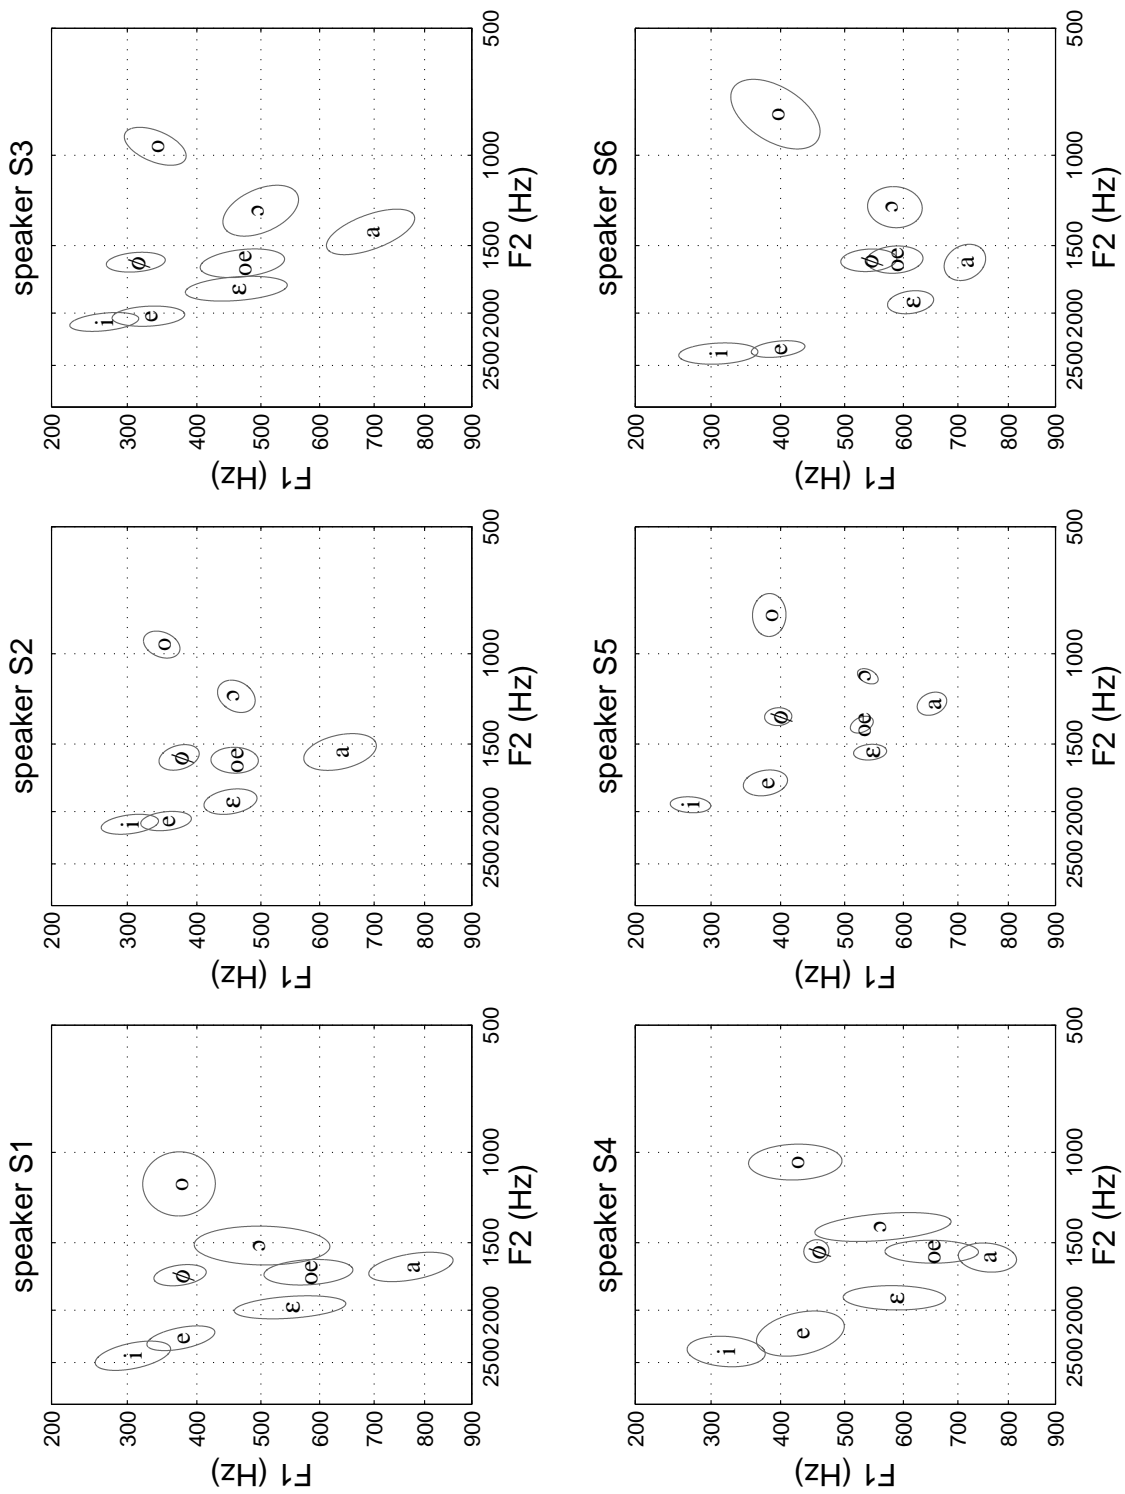 speaker S1
200
300
400
500
600
700
800
900
F1 (Hz)
i
e
ε
ϕ
oe
a
ɔ
o
2500 2000 1500 1000 500
F2 (Hz)
speaker S2
200
300
400
500
600
700
800
900
F1 (Hz)
i
e
ε
ϕ
oe
a
ɔ
o
2500 2000 1500 1000 500
F2 (Hz)
speaker S3
200
300
400
500
600
700
800
900
F1 (Hz)
i
e
ε
ϕ
oe
a
ɔ
o
2500 2000 1500 1000 500
F2 (Hz)
speaker S4
200
300
400
500
600
700
800
900
F1 (Hz)
i
e
ε
ϕ
oe
a
ɔ
o
2500 2000 1500 1000 500
F2 (Hz)
speaker S5
200
300
400
500
600
700
800
900
F1 (Hz)
i
e
ε
ϕ
oe
a
ɔ
o
2500 2000 1500 1000 500
F2 (Hz)
speaker S6
200
300
400
500
600
700
800
900
F1 (Hz)
i
e
ε
ϕ
oe
a
ɔ
o
2500 2000 1500 1000 500
F2 (Hz)